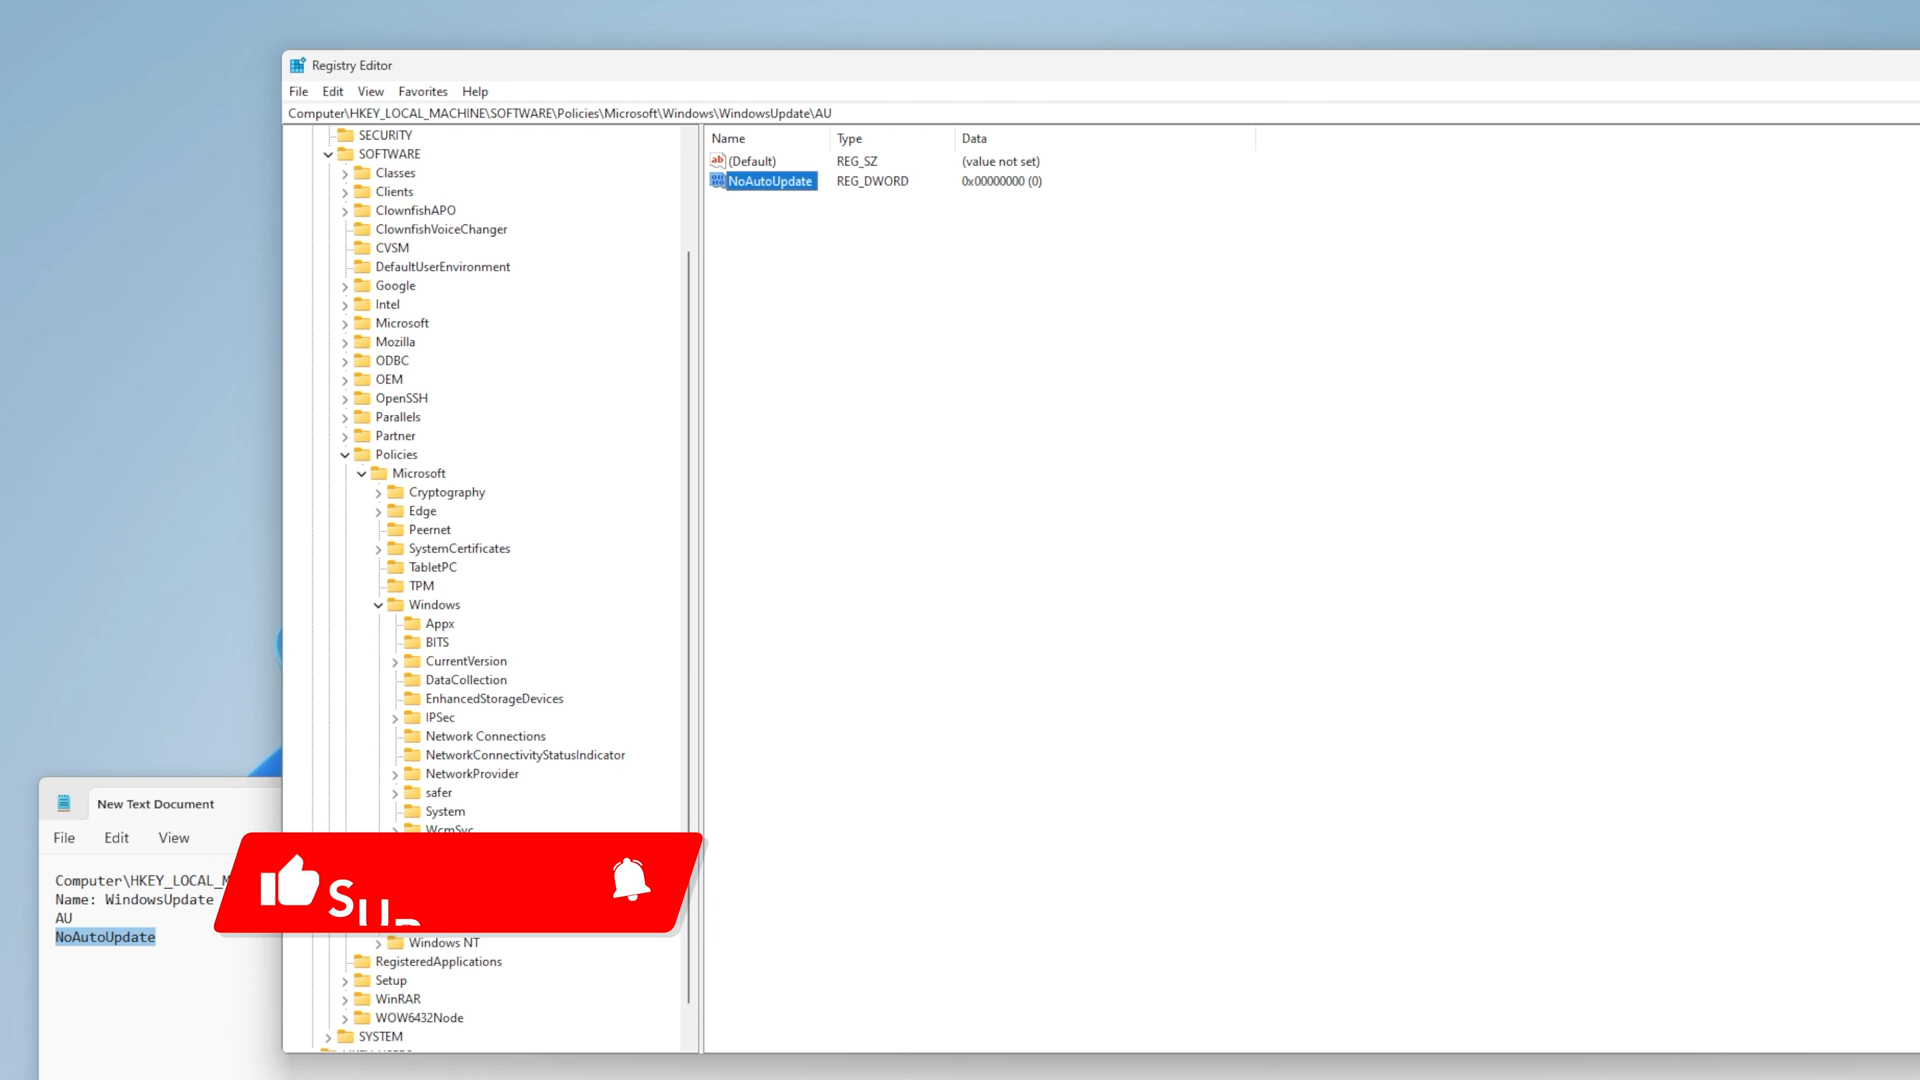 Registry Editor
File Edit View Favorites Help
Computer\HKEY_LOCAL_MACHINE\SOFTWARE\Policies\Microsoft\Windows\WindowsUpdate\AU
SECURITY
SOFTWARE
Classes
Clients
ClownfishAPO
ClownfishVoiceChanger
CVSM
DefaultUserEnvironment
Google
Intel
Microsoft
Mozilla
ODBC
OEM
OpenSSH
Parallels
Partner
Policies
Microsoft
Cryptography
Edge
Peernet
SystemCertificates
TabletPC
TPM
Windows
Appx
BITS
CurrentVersion
DataCollection
EnhancedStorageDevices
IPSec
Network Connections
NetworkConnectivityStatusIndicator
NetworkProvider
safer
System
WcmSvc
Windows NT
RegisteredApplications
Setup
WinRAR
WOW6432Node
SYSTEM
Name Type Data
ab (Default) REG_SZ (value not set)
NoAutoUpdate REG_DWORD 0x00000000 (0)
New Text Document
File Edit View
Computer\HKEY_LOCAL_M
Name: WindowsUpdate
AU
NoAutoUpdate